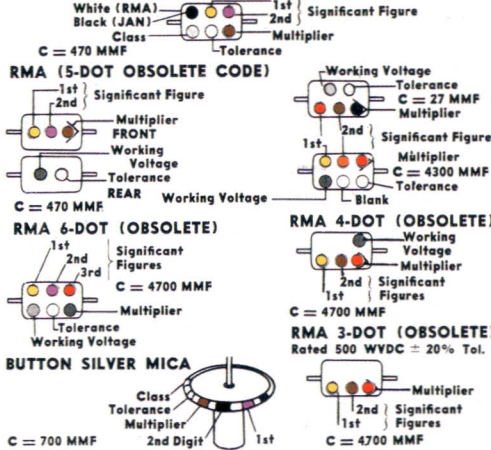 White (RMA)
Black (JAN)
1st
2nd
Significant Figure
Class
Multiplier
C = 470 MMF
Tolerance
RMA (5-DOT OBSOLETE CODE)
1st
2nd
Significant Figure
Multiplier
FRONT
Working
Voltage
Tolerance
REAR
C = 470 MMF
Working Voltage
Tolerance
C = 27 MMF
Multiplier
1st
2nd
Significant Figure
Multiplier
C = 4300 MMF
Tolerance
Working Voltage
Blank
RMA 6-DOT (OBSOLETE)
1st
2nd
3rd
Significant
Figures
C = 4700 MMF
Multiplier
Tolerance
Working Voltage
RMA 4-DOT (OBSOLETE)
Working
Voltage
Multiplier
1st
2nd
Significant
Figures
C = 4700 MMF
BUTTON SILVER MICA
Class
Tolerance
Multiplier
2nd Digit
1st
C = 700 MMF
RMA 3-DOT (OBSOLETE)
Rated 500 WVDC ± 20% Tol.
Multiplier
1st
2nd
Significant
Figures
C = 4700 MMF